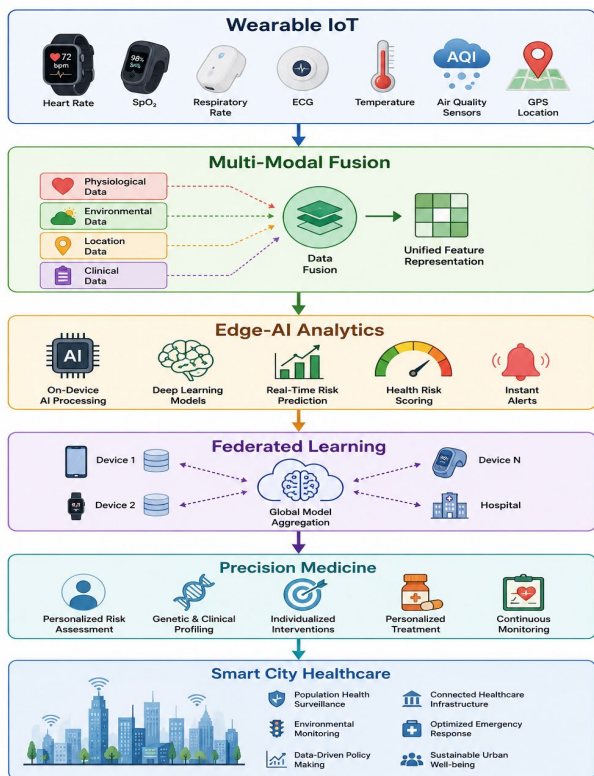 Wearable IoT
72
bpm
98%
AQI
Heart Rate
SpO₂
Respiratory
Rate
ECG
Temperature
Air Quality
Sensors
GPS
Location
Multi-Modal Fusion
Physiological
Data
Environmental
Data
Location
Data
Clinical
Data
Data
Fusion
Unified Feature
Representation
Edge-AI Analytics
AI
On-Device
AI Processing
Deep Learning
Models
Real-Time Risk
Prediction
Health Risk
Scoring
Instant
Alerts
Federated Learning
Device 1
Device 2
Global Model
Aggregation
Device N
Hospital
Precision Medicine
Personalized Risk
Assessment
Genetic & Clinical
Profiling
Individualized
Interventions
Personalized
Treatment
Continuous
Monitoring
Smart City Healthcare
Population Health
Surveillance
Connected Healthcare
Infrastructure
Environmental
Monitoring
Optimized Emergency
Response
Data-Driven Policy
Making
Sustainable Urban
Well-being